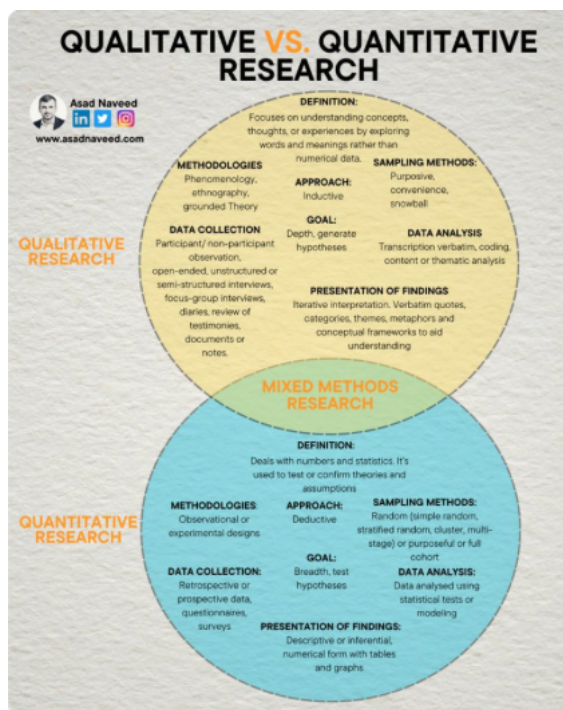 QUALITATIVE VS. QUANTITATIVE
RESEARCH
Asad Naveed
in
www.asadnaveed.com
DEFINITION:
Focuses on understanding concepts,
thoughts, or experiences by exploring
words and meanings rather than
numerical data.
METHODOLOGIES
Phenomenology,
ethnography,
grounded Theory
APPROACH:
Inductive
SAMPLING METHODS:
Purposive,
convenience,
snowball
QUALITATIVE
RESEARCH
DATA COLLECTION
Participant/ non-participant
observation,
open-ended, unstructured or
semi-structured interviews,
focus-group interviews,
diaries, review of
testimonies,
documents or
notes.
GOAL:
Depth, generate
hypotheses
DATA ANALYSIS
Transcription verbatim, coding,
content or thematic analysis
PRESENTATION OF FINDINGS
Iterative interpretation. Verbatim quotes,
categories, themes, metaphors and
conceptual frameworks to aid
understanding
MIXED METHODS
RESEARCH
DEFINITION:
Deals with numbers and statistics. It's
used to test or confirm theories and
assumptions
QUANTITATIVE
RESEARCH
METHODOLOGIES
Observational or
experimental designs
APPROACH:
Deductive
SAMPLING METHODS:
Random (simple random,
stratified random, cluster, multi-
stage) or purposeful or full
cohort
DATA COLLECTION:
Retrospective or
prospective data,
questionnaires,
surveys
GOAL:
Breadth, test
hypotheses
DATA ANALYSIS:
Data analysed using
statistical tests or
modeling
PRESENTATION OF FINDINGS:
Descriptive or inferential,
numerical form with tables
and graphs